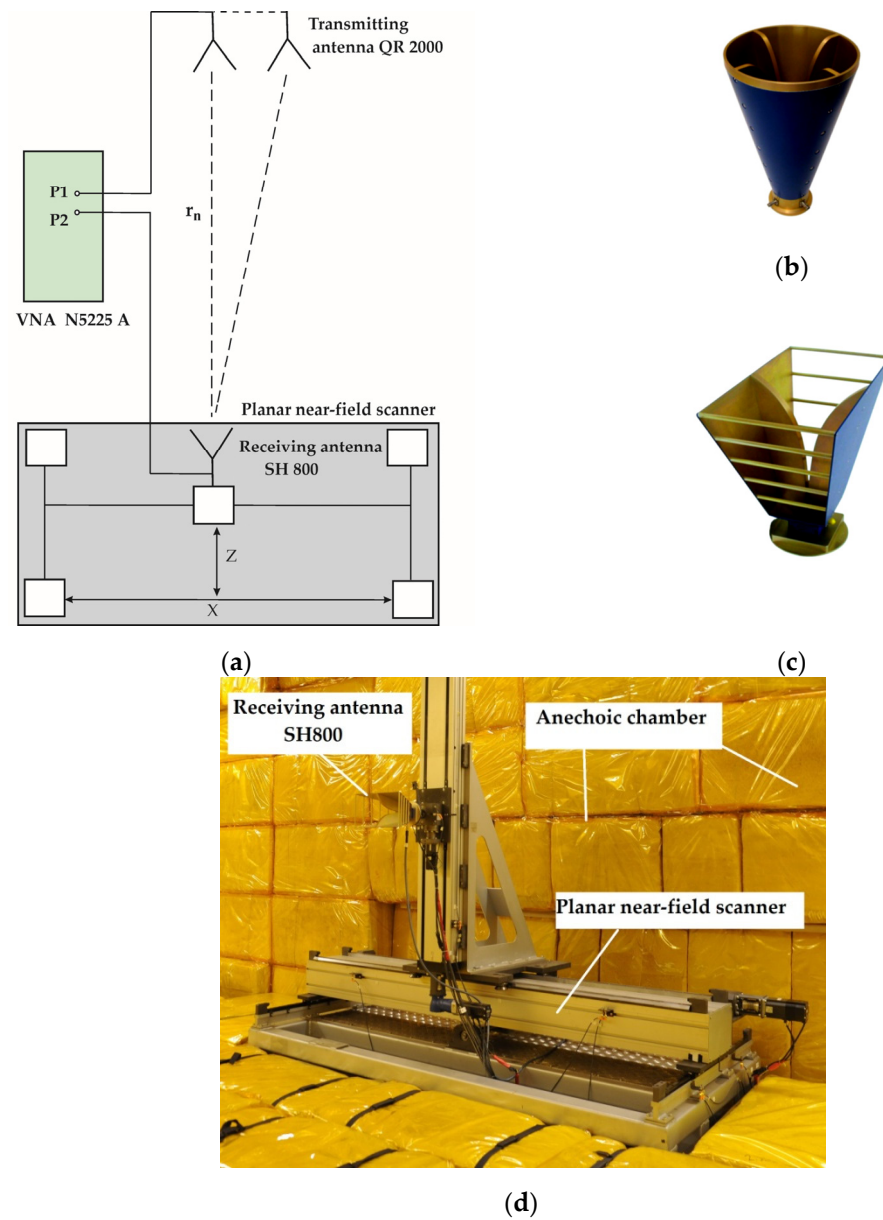 Transmitting
antenna QR 2000
P1
P2
rn
VNA N5225 A
(b)
Planar near-field scanner
Receiving antenna
SH 800
Z
X
(a)
(c)
Receiving antenna
SH800
Anechoic chamber
Planar near-field scanner
(d)